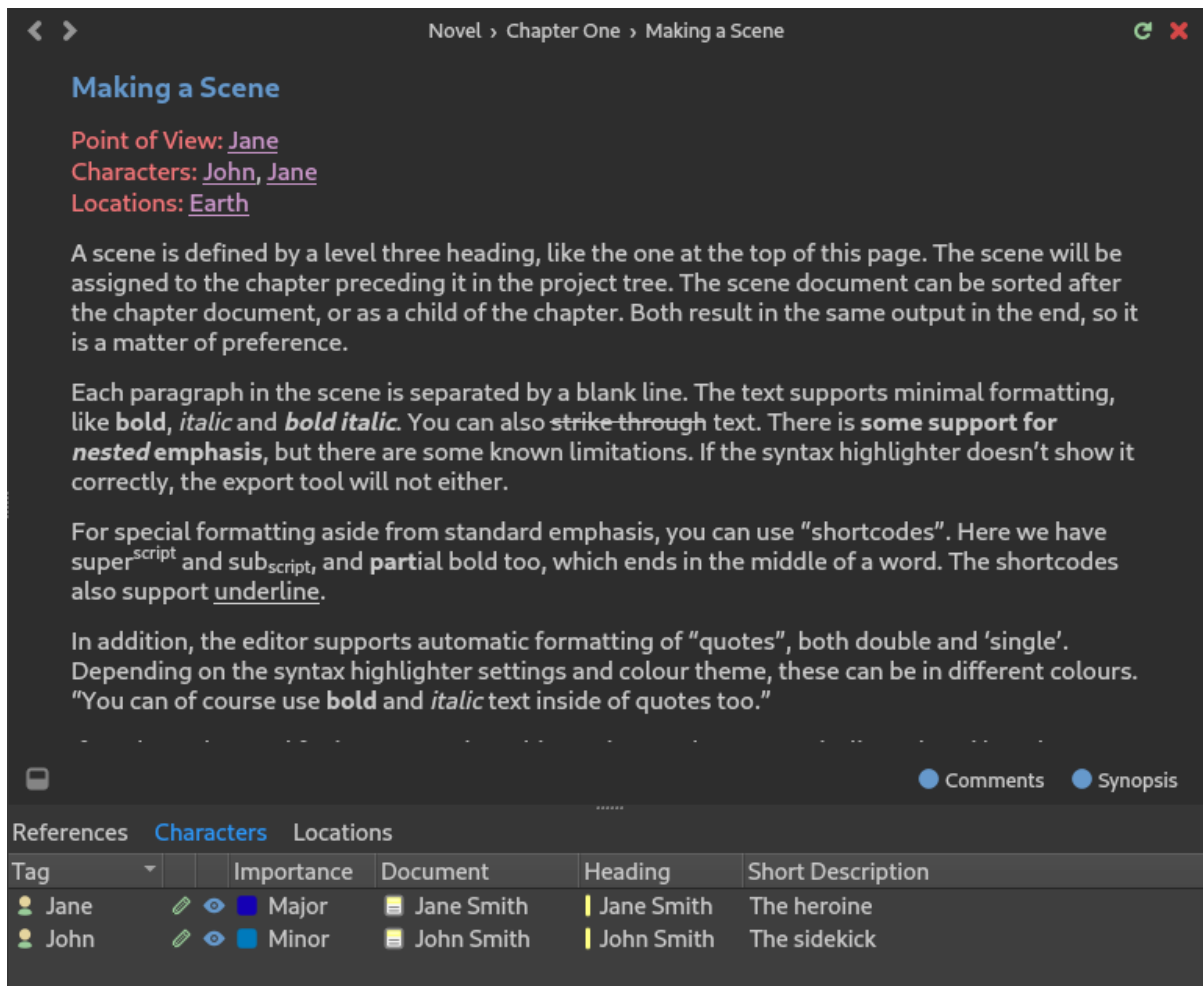 Novel › Chapter One › Making a Scene
Making a Scene
Point of View: Jane
Characters: John, Jane
Locations: Earth
A scene is defined by a level three heading, like the one at the top of this page. The scene will be
assigned to the chapter preceding it in the project tree. The scene document can be sorted after
the chapter document, or as a child of the chapter. Both result in the same output in the end, so it
is a matter of preference.
Each paragraph in the scene is separated by a blank line. The text supports minimal formatting,
like bold, italic and bold italic. You can also strike through text. There is some support for
nested emphasis, but there are some known limitations. If the syntax highlighter doesn’t show it
correctly, the export tool will not either.
For special formatting aside from standard emphasis, you can use “shortcodes”. Here we have
superscript and subscript, and partial bold too, which ends in the middle of a word. The shortcodes
also support underline.
In addition, the editor supports automatic formatting of “quotes”, both double and ‘single’.
Depending on the syntax highlighter settings and colour theme, these can be in different colours.
“You can of course use bold and italic text inside of quotes too.”
Comments Synopsis
References Characters Locations
Tag Importance Document Heading Short Description
Jane Major Jane Smith Jane Smith The heroine
John Minor John Smith John Smith The sidekick